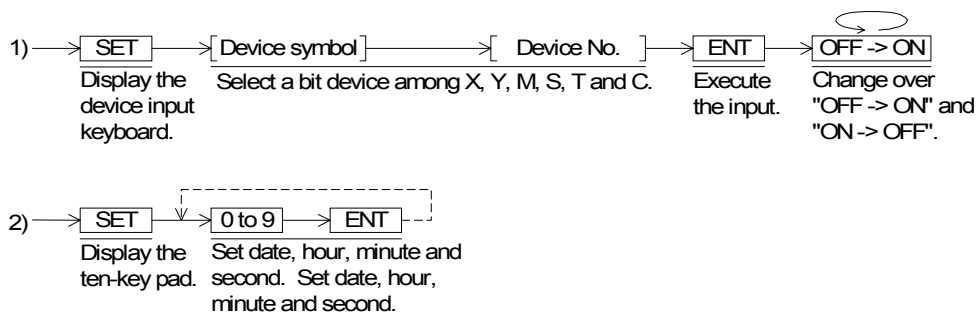 1) SET [Device symbol] [Device No.] ENT OFF -> ON
Display the
device input
keyboard.
Select a bit device among X, Y, M, S, T and C.
Execute
the input.
Change over
"OFF -> ON" and
"ON -> OFF".
2) SET 0 to 9 ENT
Display the
ten-key pad.
Set date, hour, minute and
second. Set date, hour,
minute and second.